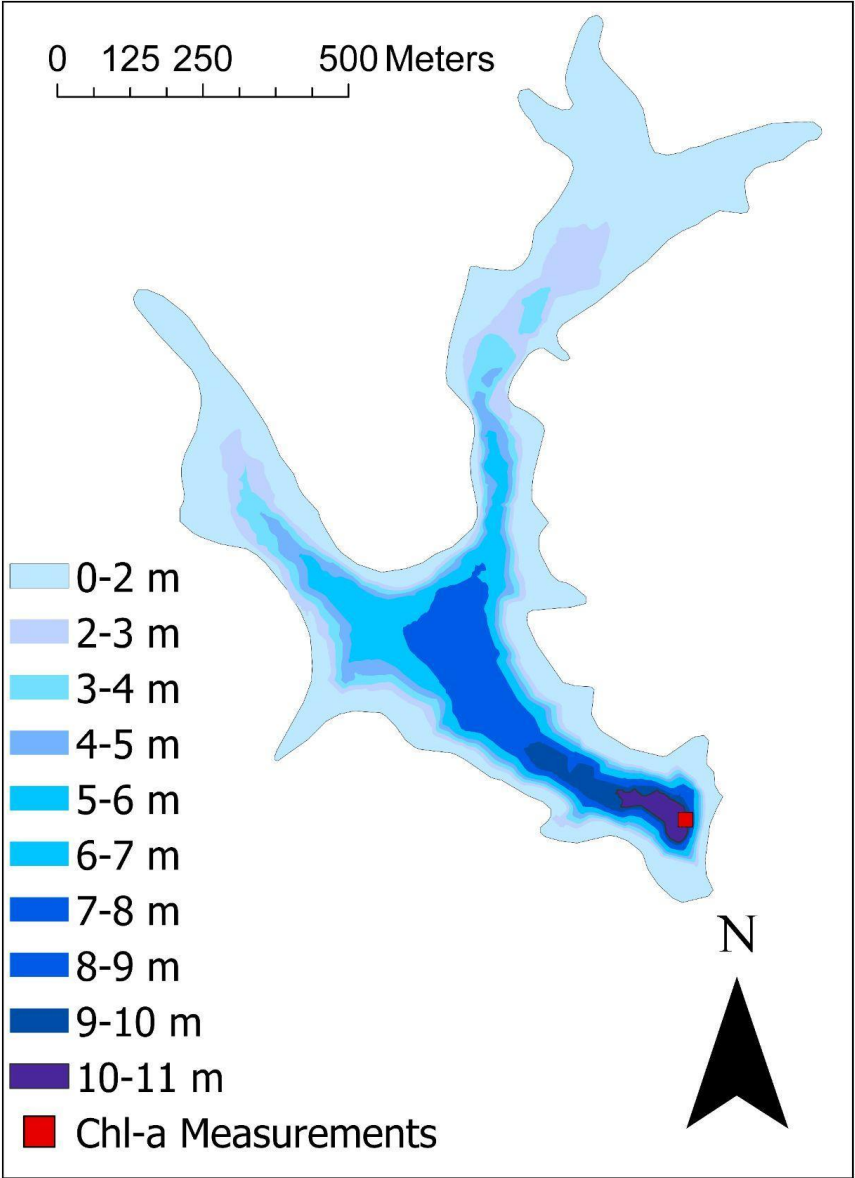 0 125 250 500 Meters
0-2 m
2-3 m
3-4 m
4-5 m
5-6 m
6-7 m
7-8 m
8-9 m
9-10 m
10-11 m
Chl-a Measurements
N